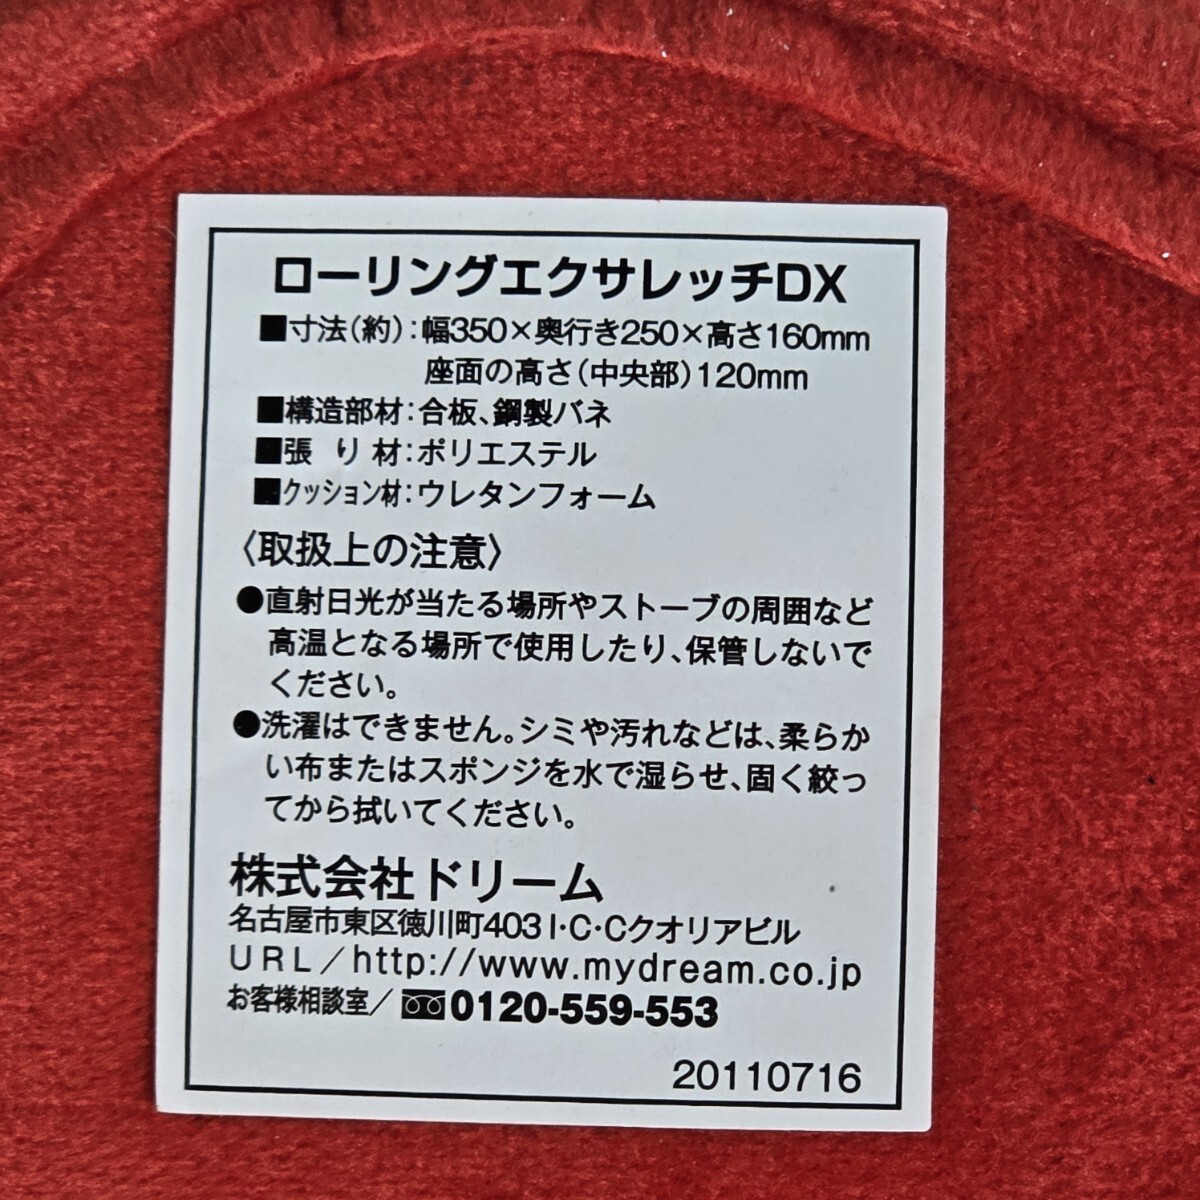 ローリングエクサレッチDX
■寸法(約):幅350×奥行き250×高さ160mm
座面の高さ(中央部)120mm
■構造部材:合板、鋼製バネ
■張り材:ポリエステル
■クッション材:ウレタンフォーム
〈取扱上の注意〉
●直射日光が当たる場所やストーブの周囲など
高温となる場所で使用したり、保管しないで
ください。
●洗濯はできません。シミや汚れなどは、柔らか
い布またはスポンジを水で湿らせ、固く絞っ
てから拭いてください。
株式会社ドリーム
名古屋市東区徳川町403 I・C・Cクオリアビル
URL/http://www.mydream.co.jp
お客様相談室/0120-559-553
20110716